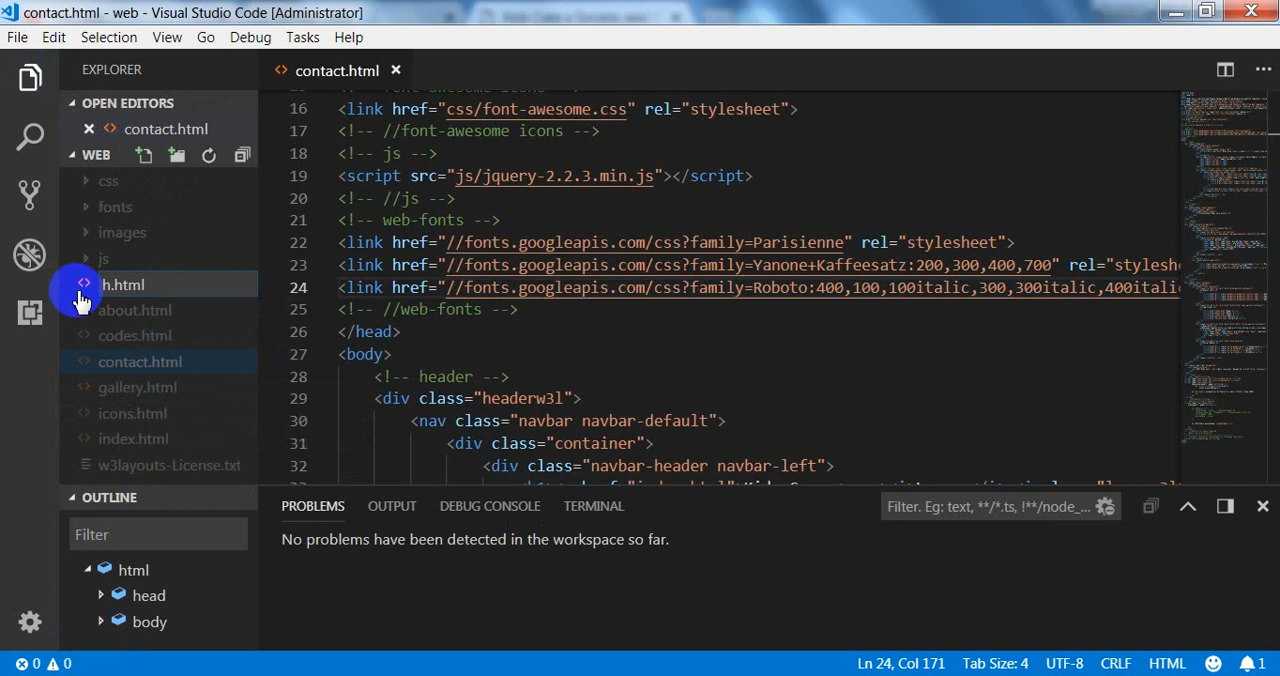 contact.html - web - Visual Studio Code [Administrator]
File Edit Selection View Go Debug Tasks Help
EXPLORER
OPEN EDITORS
contact.html
WEB
css
fonts
images
js
h.html
about.html
codes.html
contact.html
gallery.html
icons.html
index.html
w3layouts-License.txt
OUTLINE
Filter
html
head
body
contact.html
16 <link href="css/font-awesome.css" rel="stylesheet">
17 <!-- //font-awesome icons -->
18 <!-- js -->
19 <script src="js/jquery-2.2.3.min.js"></script>
20 <!-- //js -->
21 <!-- web-fonts -->
22 <link href="//fonts.googleapis.com/css?family=Parisienne" rel="stylesheet">
23 <link href="//fonts.googleapis.com/css?family=Yanone+Kaffeesatz:200,300,400,700" rel="stylesh
24 <link href="//fonts.googleapis.com/css?family=Roboto:400,100,100italic,300,300italic,400italic
25 <!-- //web-fonts -->
26 </head>
27 <body>
28 <!-- header -->
29 <div class="headerw3l">
30 <nav class="navbar navbar-default">
31 <div class="container">
32 <div class="navbar-header navbar-left">
PROBLEMS OUTPUT DEBUG CONSOLE TERMINAL
Filter. Eg: text, **/*.ts, !**/node_...
No problems have been detected in the workspace so far.
0 0 Ln 24, Col 171 Tab Size: 4 UTF-8 CRLF HTML 1